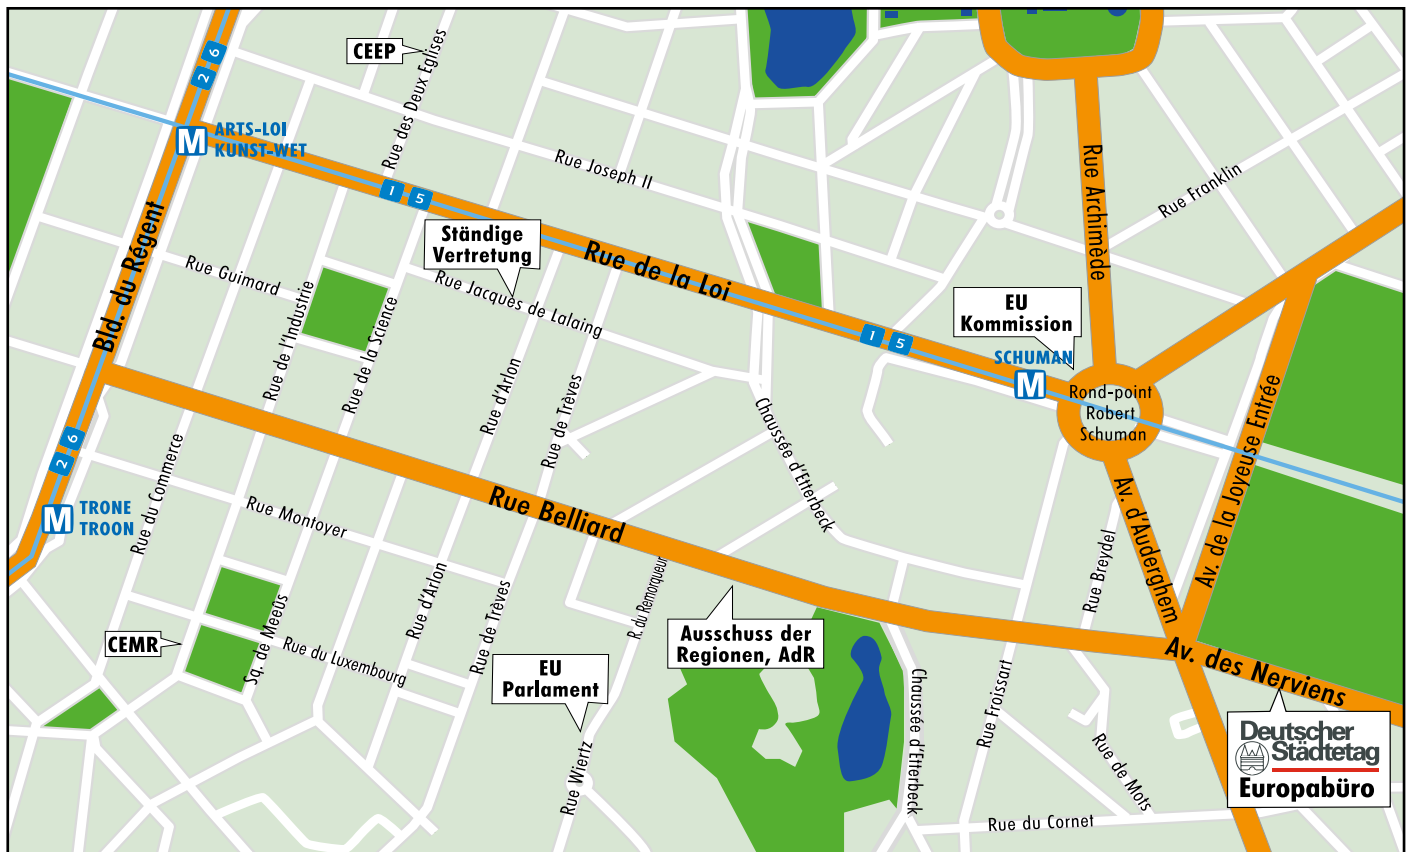 CEEP
Rue des Deux Eglises
6
2
M
ARTS-LOI
KUNST-WET
Rue Joseph II
1
5
Rue Archimède
Rue Franklin
Bld. du Régent
Ständige
Vertretung
Rue de la Loi
Rue Guimard
Rue Jacques de Lalaing
Rue de l'Industrie
Rue de la Science
EU
Kommission
1
5
SCHUMAN
M
Rond-point
Robert
Schuman
Rue d'Arlon
Rue de Trèves
Chaussée d'Etterbeck
Av. de la Joyeuse Entrée
6
2
M
TRONE
TROON
Rue du Commerce
Rue Montoyer
Rue Belliard
Av. d'Auderghem
Rue Breydel
Rue d'Arlon
Rue de Trèves
R. du Remorqueur
CEMR
Sq. de Meeûs
Rue du Luxembourg
EU
Parlament
Ausschuss der
Regionen, AdR
Av. des Nerviens
Chaussée d'Etterbeck
Rue Froissart
Rue de Mots
Rue Wiertz
Rue du Cornet
Deutscher
Städtetag
Europabüro